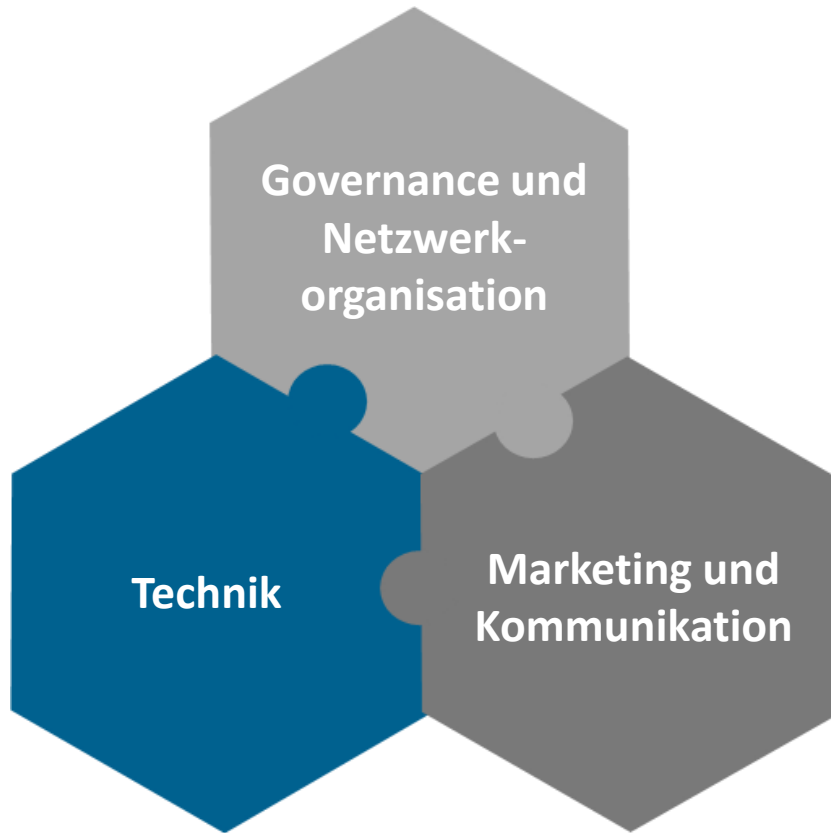 Governance und
Netzwerk-
organisation
Technik
Marketing und
Kommunikation